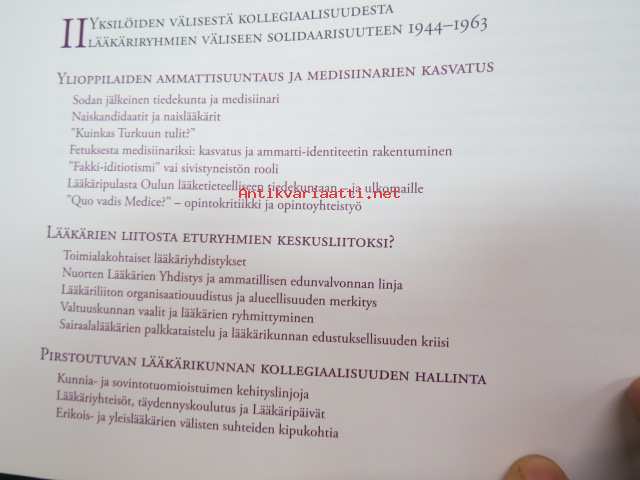 II YKSILÖIDEN VÄLISESTÄ KOLLEGIAALISUUDESTA
LÄÄKÄRIRYHMIEN VÄLISEEN SOLIDAARISUUTEEN 1944–1963
YLIOPPILAIDEN AMMATTISUUNTAUS JA MEDISIINARIEN KASVATUS
Sodan jälkeinen tiedekunta ja medisiinari
Naiskandidaatit ja naislääkärit
"Kuinkas Turkuun tulit?"
Fetuksesta medisiinariksi: kasvatus ja ammatti-identiteetin rakentuminen
"Fakki-iditiotismi" vai sivistyneistön rooli
Lääkäripulasta Oulun lääketieteelliseen tiedekuntaan – ja ulkomaille
Antikvariaatti.net
"Quo vadis Medice?" – opintokritiikki ja opintoyhteistyö
LÄÄKÄRIEN LIITOSTA ETURYHMIEN KESKUSLIITOKSI?
Toimialakohtaiset lääkäriyhdistykset
Nuorten Lääkärien Yhdistys ja ammatillisen edunvalvonnan linja
Lääkäriliiton organisaatiouudistus ja alueellisuuden merkitys
Valtuuskunnan vaalit ja lääkärien ryhmittyminen
Sairaalalääkärien palkkataistelu ja lääkärikunnan edustuksellisuuden kriisi
PIRSTOUTUVAN LÄÄKÄRIKUNNAN KOLLEGIAALISUUDEN HALLINTA
Kunnia- ja sovintotuomioistuimen kehityslinjoja
Lääkäriyhteisöt, täydennyskoulutus ja Lääkäripäivät
Erikois- ja yleislääkärien välisten suhteiden kipukohtia